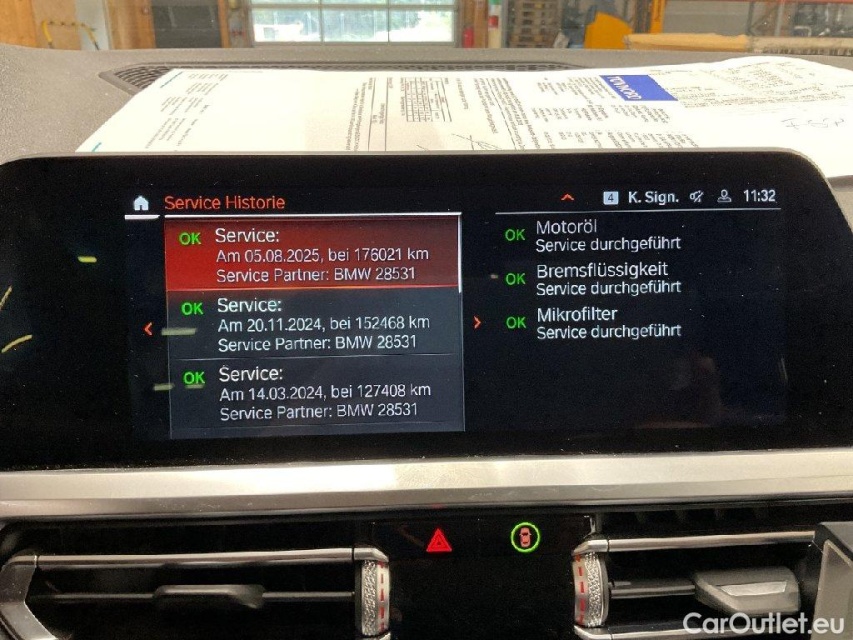 TÜVNORD
Service Historie
4 K. Sign. 11:32
OK Service:
Am 05.08.2025, bei 176021 km
Service Partner: BMW 28531
OK Service:
Am 20.11.2024, bei 152468 km
Service Partner: BMW 28531
OK Service:
Am 14.03.2024, bei 127408 km
Service Partner: BMW 28531
OK Motoröl
Service durchgeführt
OK Bremsflüssigkeit
Service durchgeführt
OK Mikrofilter
Service durchgeführt
CarOutlet.eu